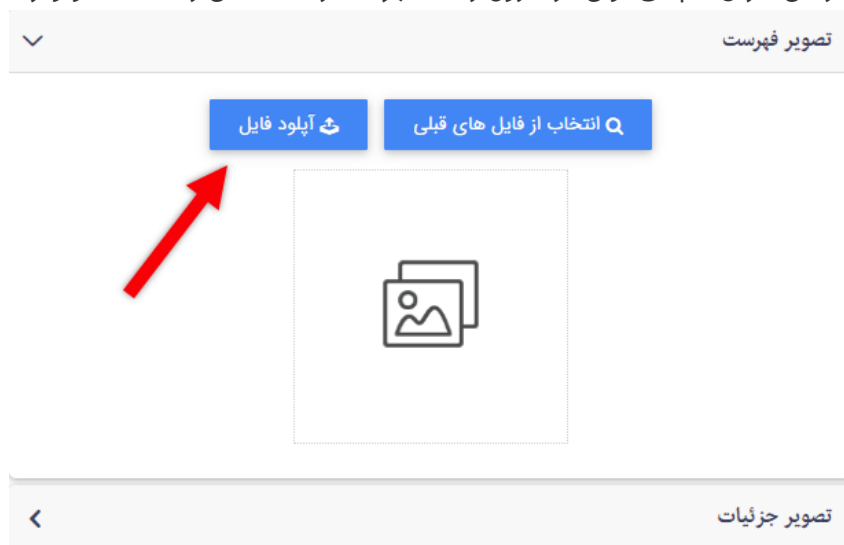 تصویر فهرست
انتخاب از فایل های قبلی
آپلود فایل
تصویر جزئیات